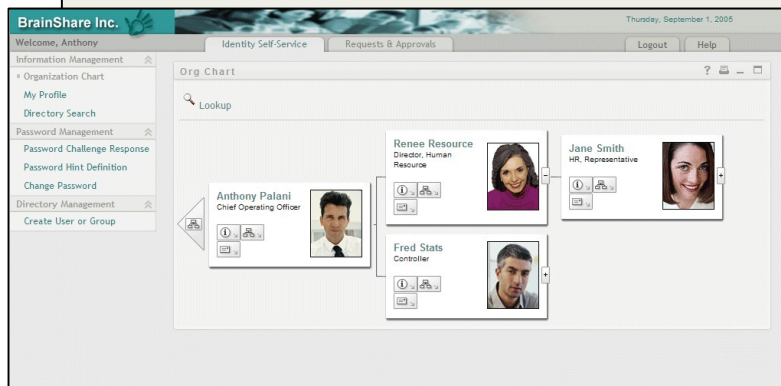 BrainShare Inc.
Thursday, September 1, 2005
Welcome, Anthony
Identity Self-Service
Requests & Approvals
Logout
Help
Information Management
Organization Chart
My Profile
Directory Search
Password Management
Password Challenge Response
Password Hint Definition
Change Password
Directory Management
Create User or Group
Org Chart
?
Lookup
Anthony Palani
Chief Operating Officer
Renee Resource
Director, Human
Resource
Jane Smith
HR, Representative
Fred Stats
Controller